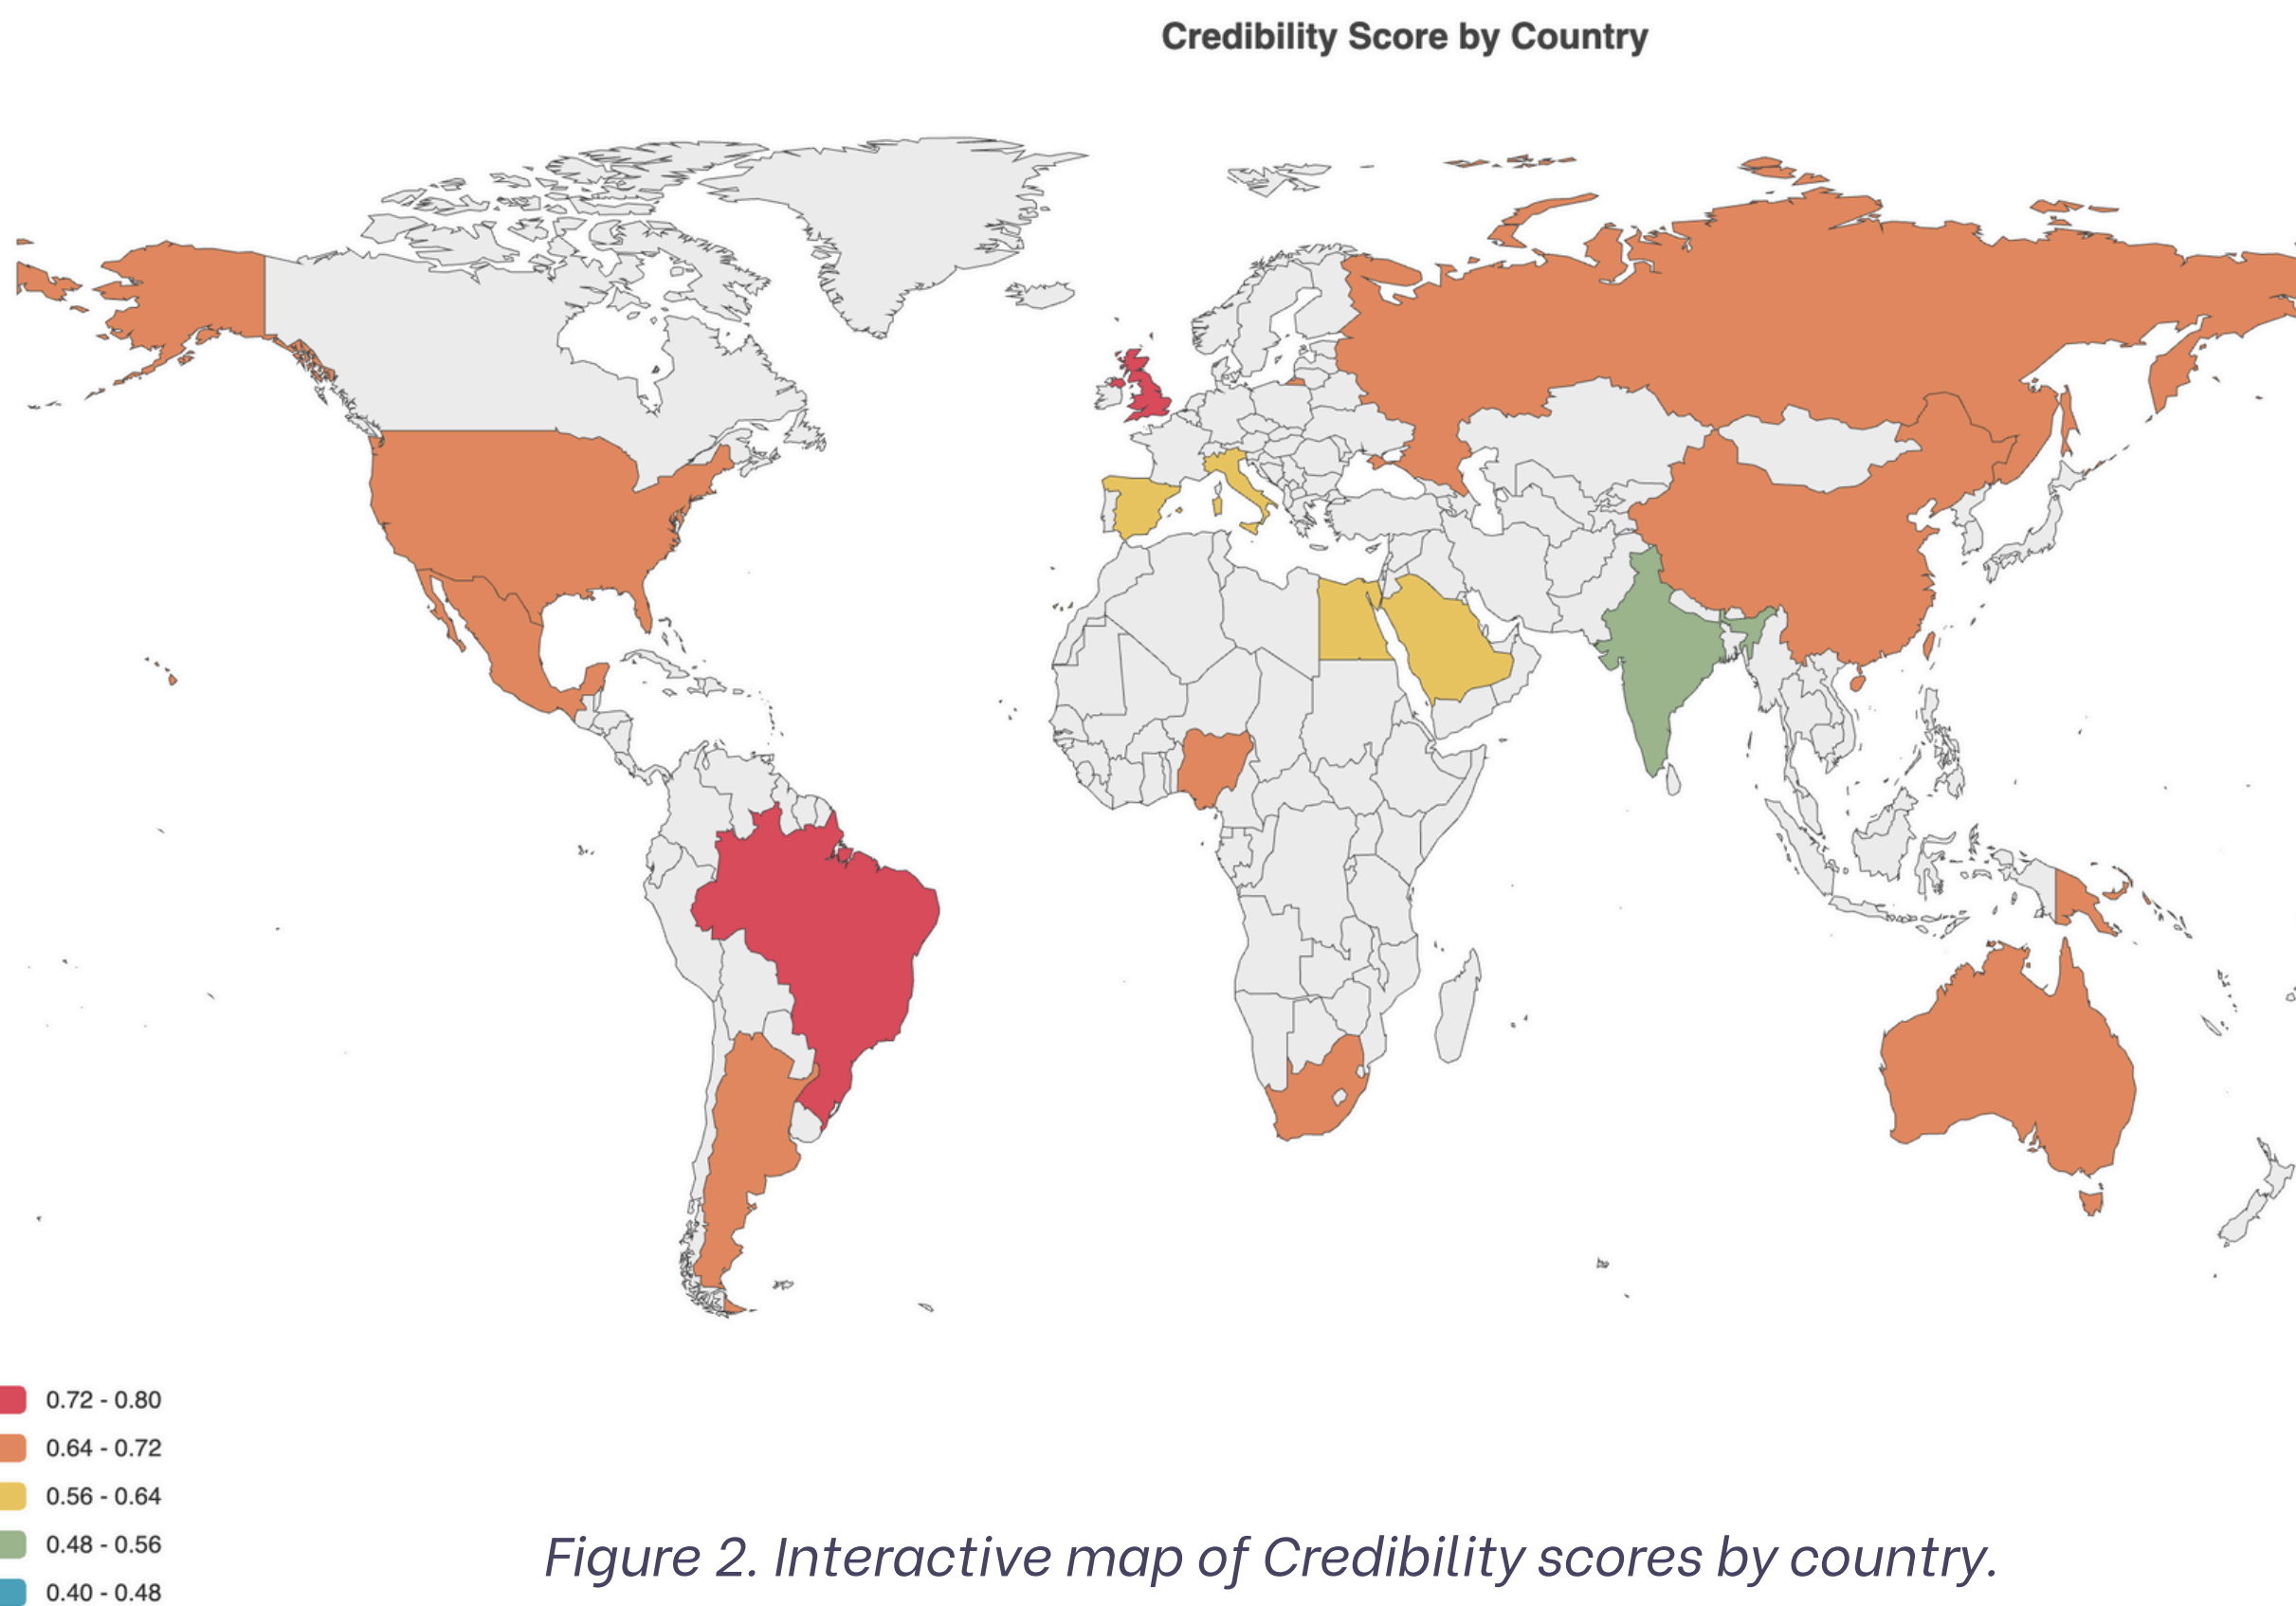 Credibility Score by Country
0.72 - 0.80
0.64 - 0.72
0.56 - 0.64
0.48 - 0.56
0.40 - 0.48
Figure 2. Interactive map of Credibility scores by country.